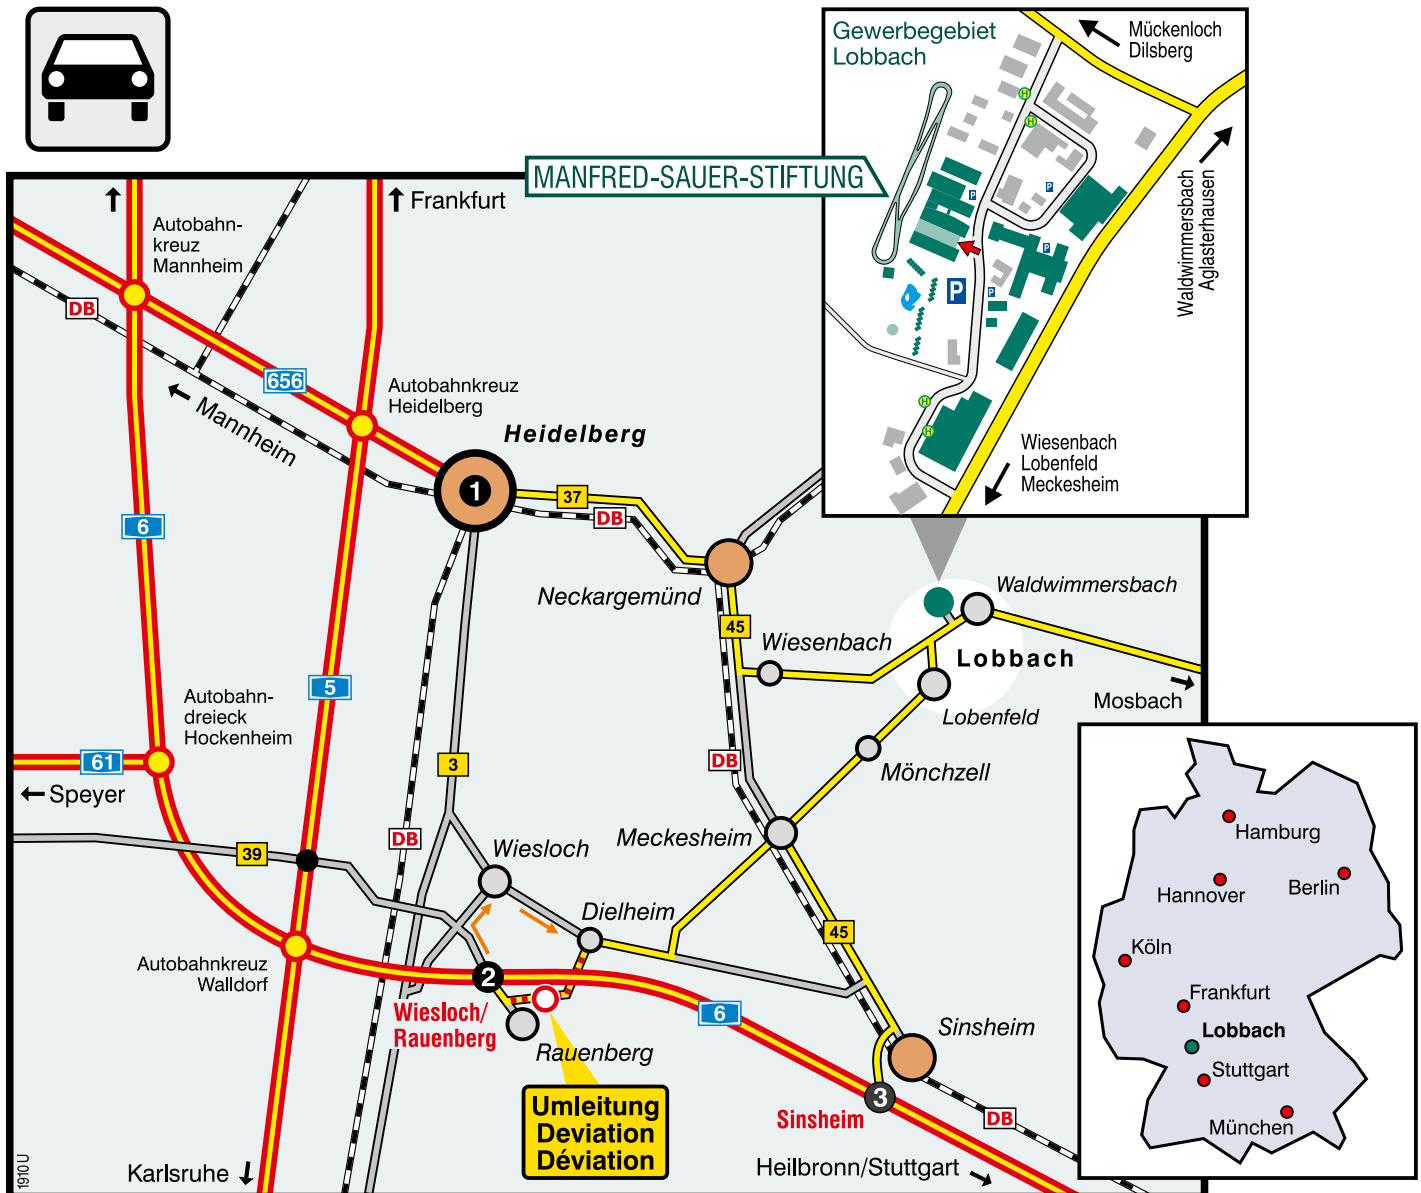 Gewerbegebiet
Lobbach
Mückenloch
Dilsberg
H
H
Waldwimmersbach
Aglasterhausen
P
P
P
P
P
H
H
Wiesenbach
Lobenfeld
Meckesheim
MANFRED-SAUER-STIFTUNG
Frankfurt
Autobahn-
kreuz
Mannheim
DB
656
Mannheim
Autobahnkreuz
Heidelberg
Heidelberg
1
37
DB
6
Neckargemünd
45
Wiesenbach
Waldwimmersbach
Lobbach
Lobenfeld
Mosbach
5
Autobahn-
dreieck
Hockenheim
61
Speyer
3
DB
Mönchzell
Meckesheim
DB
39
Wiesloch
Dielheim
45
Autobahnkreuz
Walldorf
2
Wiesloch/
Rauenberg
6
Rauenberg
Sinsheim
3
Sinsheim
DB
Umleitung
Deviation
Déviation
Karlsruhe
Heilbronn/Stuttgart
1910 U
Hamburg
Hannover
Berlin
Köln
Frankfurt
Lobbach
Stuttgart
München